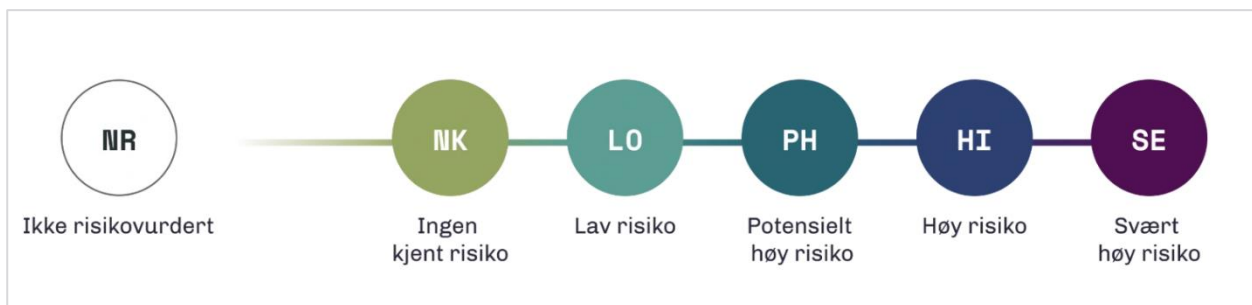 NR
Ikke risikovurdert
NK
Ingen
kjent risiko
LO
Lav risiko
PH
Potensielt
høy risiko
HI
Høy risiko
SE
Svært
høy risiko